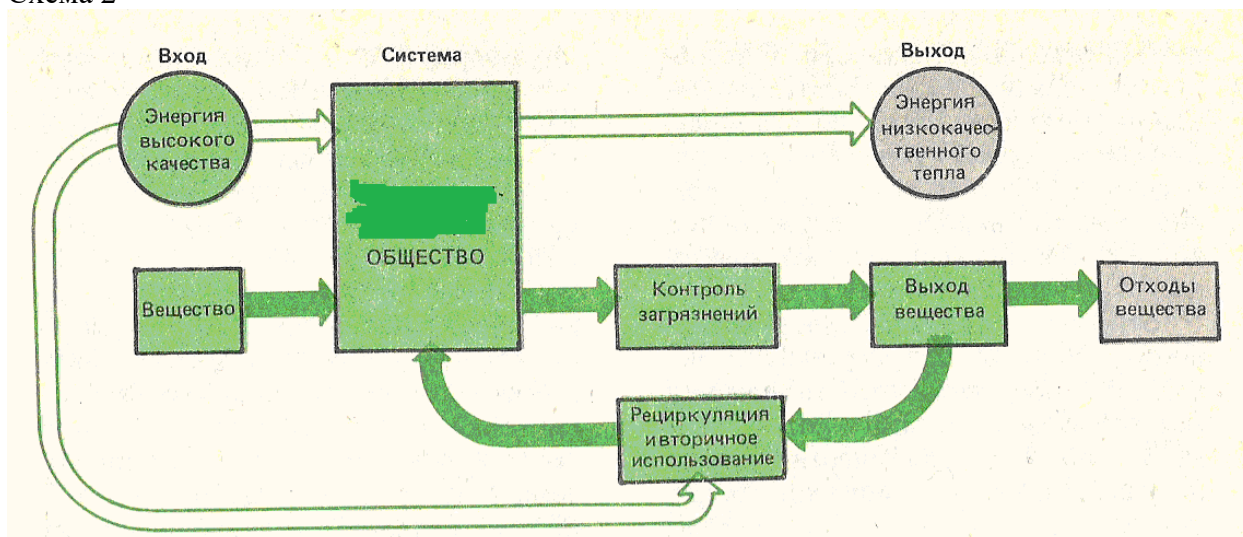 Схема 2
Вход
Система
Выход
Энергия
высокого
качества
Энергия
низкокачес-
твенного
тепла
ОБЩЕСТВО
Вещество
Контроль
загрязнений
Выход
вещества
Отходы
вещества
Рециркуляция
и вторичное
использование